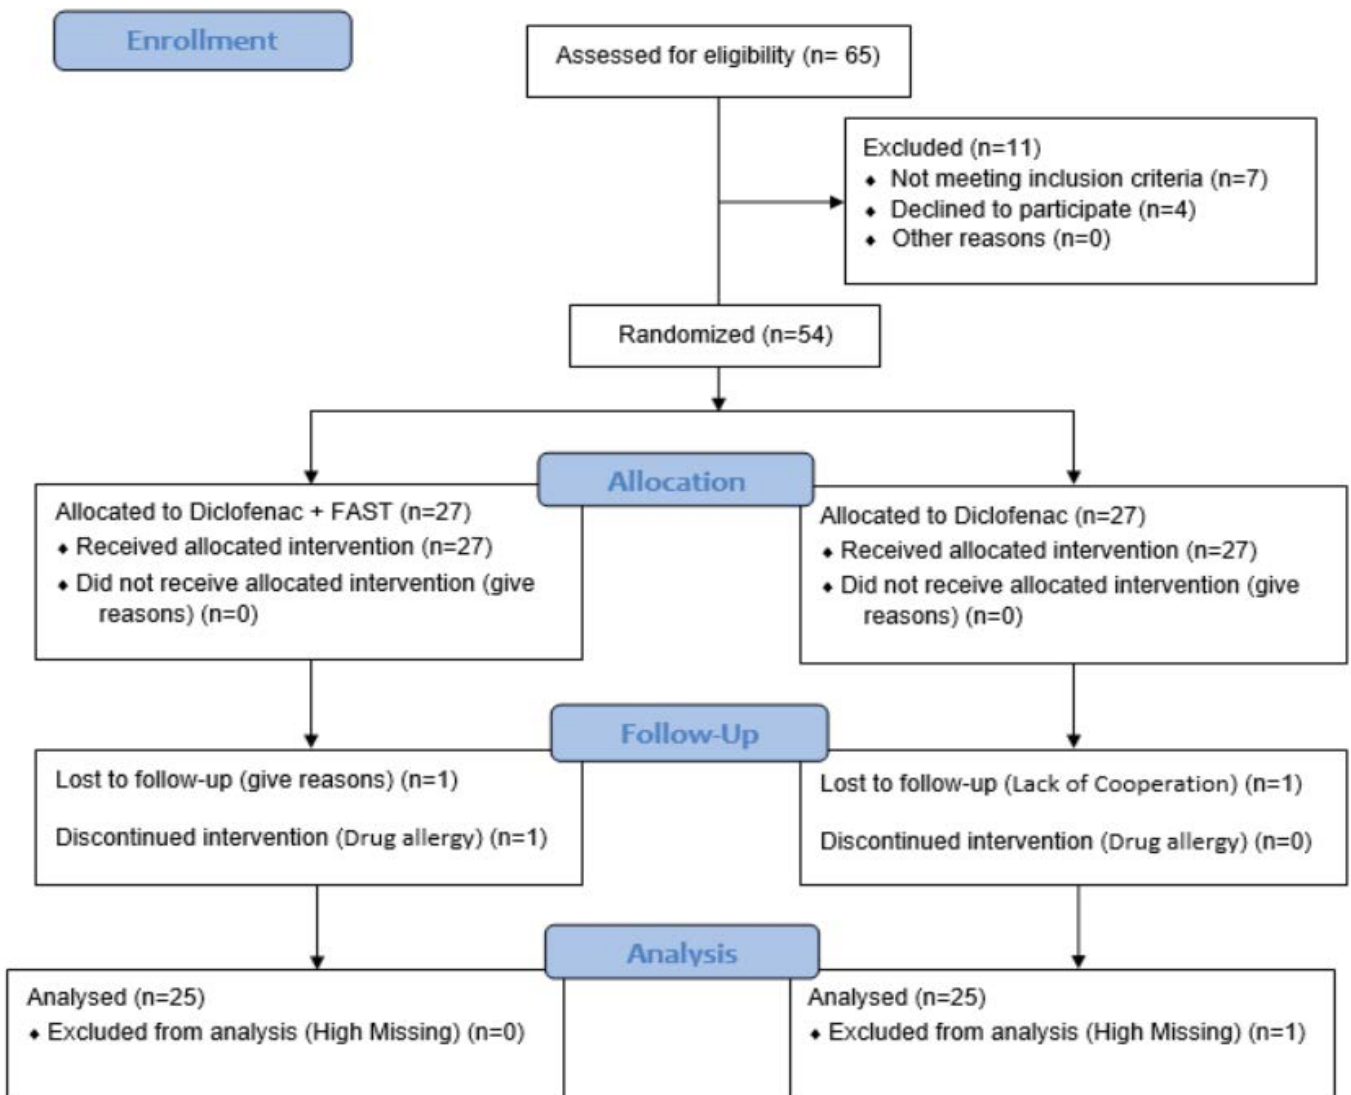 Enrollment
Assessed for eligibility (n= 65)
Excluded (n=11)
⬧ Not meeting inclusion criteria (n=7)
⬧ Declined to participate (n=4)
⬧ Other reasons (n=0)
Randomized (n=54)
Allocation
Allocated to Diclofenac + FAST (n=27)
⬧ Received allocated intervention (n=27)
⬧ Did not receive allocated intervention (give
reasons) (n=0)
Allocated to Diclofenac (n=27)
⬧ Received allocated intervention (n=27)
⬧ Did not receive allocated intervention (give
reasons) (n=0)
Follow-Up
Lost to follow-up (give reasons) (n=1)
Discontinued intervention (Drug allergy) (n=1)
Lost to follow-up (Lack of Cooperation) (n=1)
Discontinued intervention (Drug allergy) (n=0)
Analysis
Analysed (n=25)
⬧ Excluded from analysis (High Missing) (n=0)
Analysed (n=25)
⬧ Excluded from analysis (High Missing) (n=1)